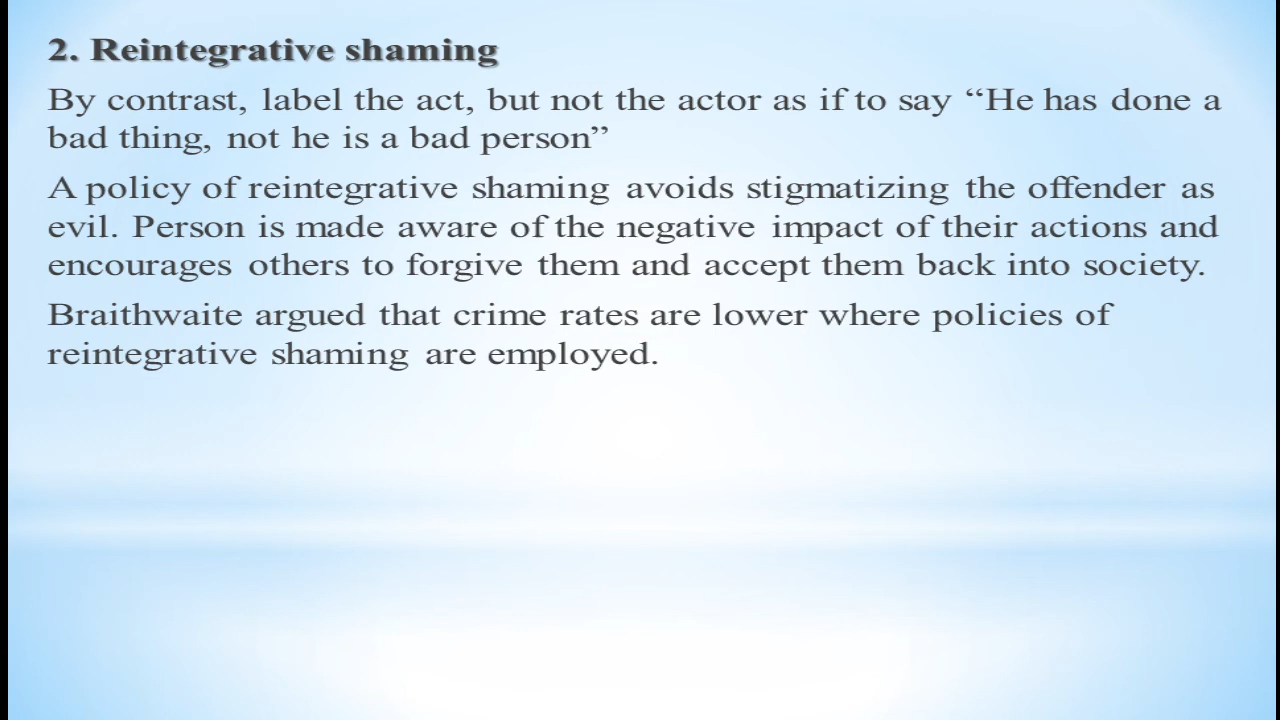 2. Reintegrative shaming
By contrast, label the act, but not the actor as if to say “He has done a
bad thing, not he is a bad person”
A policy of reintegrative shaming avoids stigmatizing the offender as
evil. Person is made aware of the negative impact of their actions and
encourages others to forgive them and accept them back into society.
Braithwaite argued that crime rates are lower where policies of
reintegrative shaming are employed.